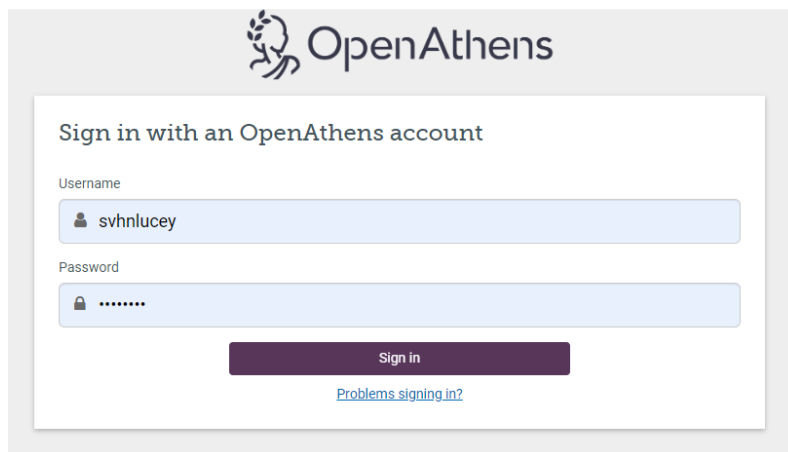 OpenAthens
Sign in with an OpenAthens account
Username
svhnlucey
Password
••••••••
Sign in
Problems signing in?